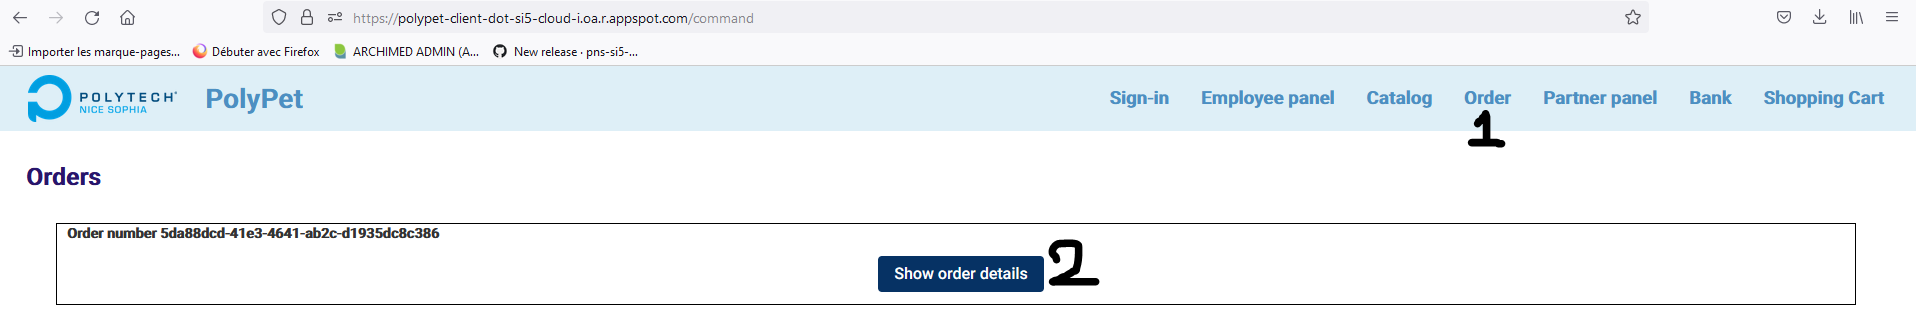 https://polypet-client-dot-si5-cloud-i.oa.r.appspot.com/command
Importer les marque-pages... Débuter avec Firefox ARCHIMED ADMIN (A... New release · pns-si5-...
POLYTECH
NICE SOPHIA
PolyPet Sign-in Employee panel Catalog Order Partner panel Bank Shopping Cart
1
Orders
Order number 5da88dcd-41e3-4641-ab2c-d1935dc8c386
Show order details 2